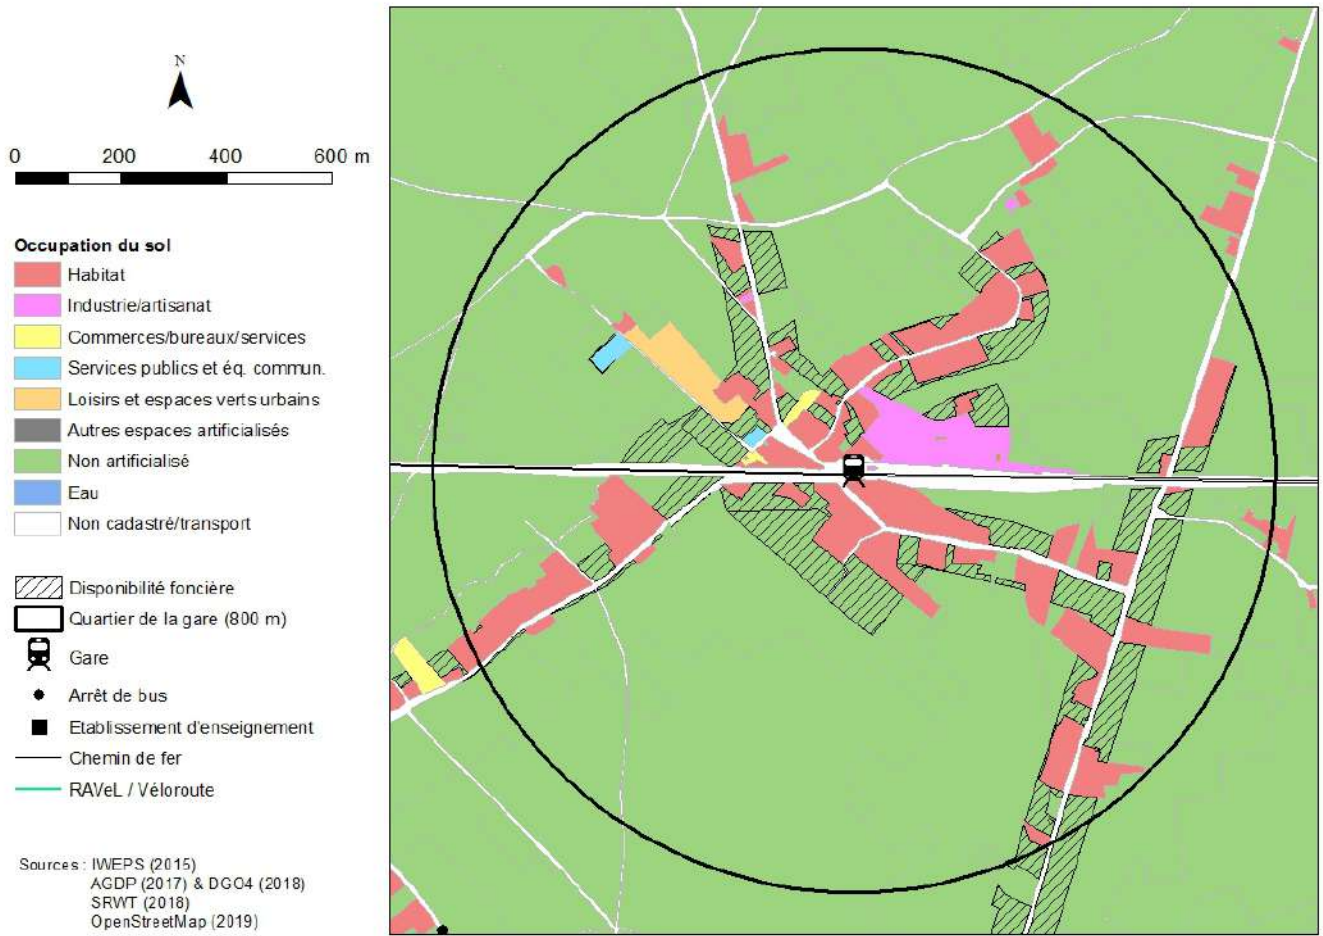 N
0 200 400 600 m
Occupation du sol
Habitat
Industrie/artisanat
Commerces/bureaux/services
Services publics et éq. commun.
Loisirs et espaces verts urbains
Autres espaces artificialisés
Non artificialisé
Eau
Non cadastré/transport
Disponibilité foncière
Quartier de la gare (800 m)
Gare
Arrêt de bus
Etablissement d'enseignement
Chemin de fer
RAVeL / Véloroute
Sources : IWEPS (2015)
AGDP (2017) & DGO4 (2018)
SRWT (2018)
OpenStreetMap (2019)